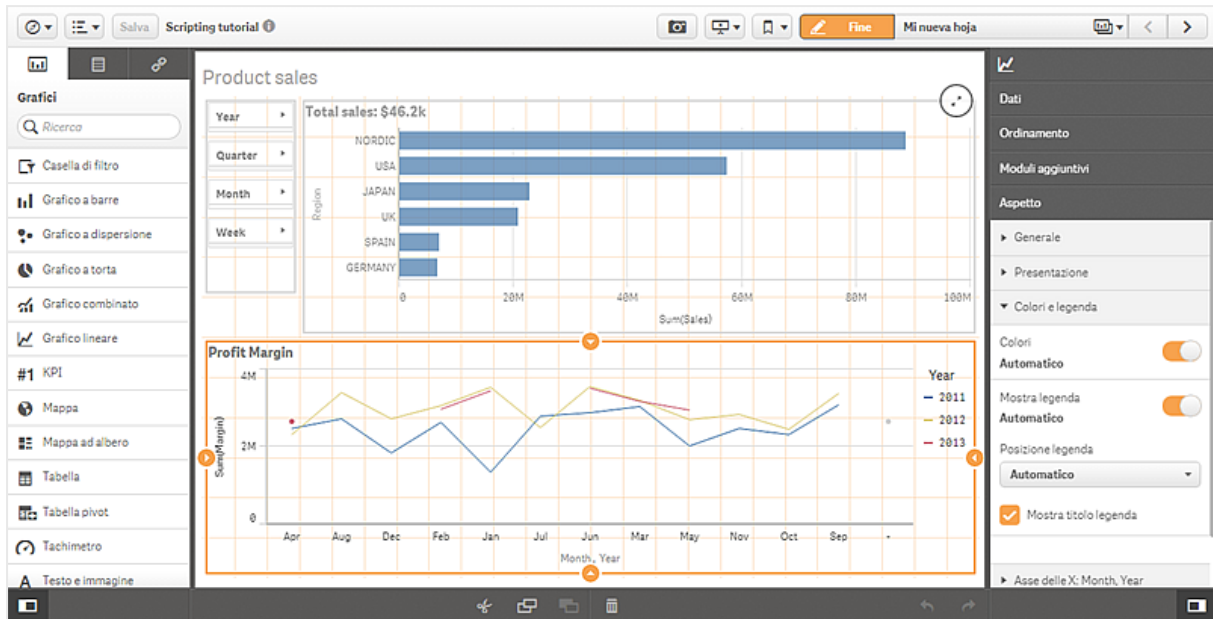 Salva
Scripting tutorial
Fine
Mi nueva hoja
Grafici
Ricerca
Casella di filtro
Grafico a barre
Grafico a dispersione
Grafico a torta
Grafico combinato
Grafico lineare
#1 KPI
Mappa
Mappa ad albero
Tabella
Tabella pivot
Tachimetro
A Testo e immagine
Product sales
Year
Quarter
Month
Week
Total sales: $46.2k
Region
NORDIC
USA
JAPAN
UK
SPAIN
GERMANY
0 20M 40M 60M 80M 100M
Sum(Sales)
Profit Margin
Sum(Margin)
4M
2M
0
Apr Aug Dec Feb Jan Jul Jun Mar May Nov Oct Sep -
Month, Year
Year
2011
2012
2013
Dati
Ordinamento
Moduli aggiuntivi
Aspetto
Generale
Presentazione
Colori e legenda
Colori
Automatico
Mostra legenda
Automatico
Posizione legenda
Automatico
Mostra titolo legenda
Asse delle X: Month, Year